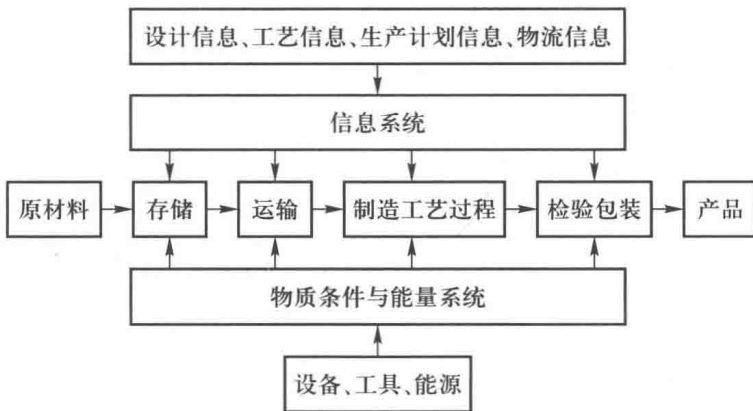 设计信息、工艺信息、生产计划信息、物流信息
信息系统
原材料
存储
运输
制造工艺过程
检验包装
产品
物质条件与能量系统
设备、工具、能源